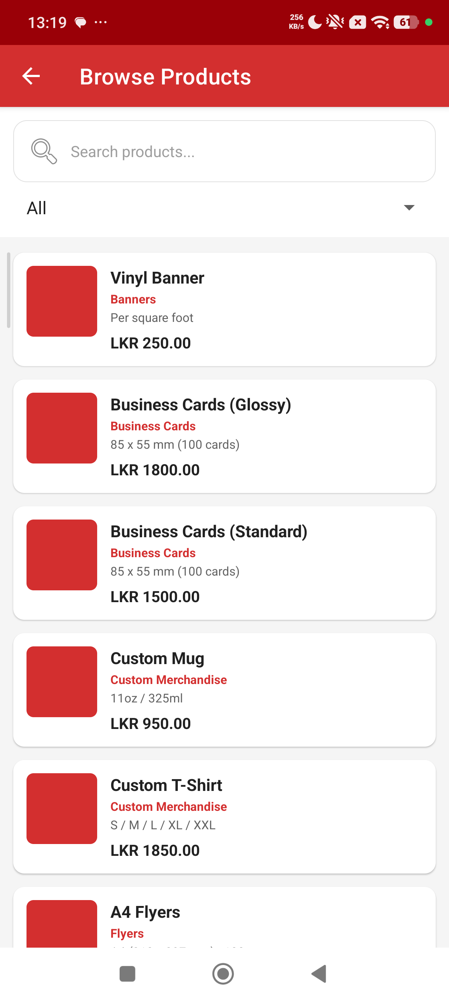 13:19
256
KB/s
61
Browse Products
Search products...
All
Vinyl Banner
Banners
Per square foot
LKR 250.00
Business Cards (Glossy)
Business Cards
85 x 55 mm (100 cards)
LKR 1800.00
Business Cards (Standard)
Business Cards
85 x 55 mm (100 cards)
LKR 1500.00
Custom Mug
Custom Merchandise
11oz / 325ml
LKR 950.00
Custom T-Shirt
Custom Merchandise
S / M / L / XL / XXL
LKR 1850.00
A4 Flyers
Flyers